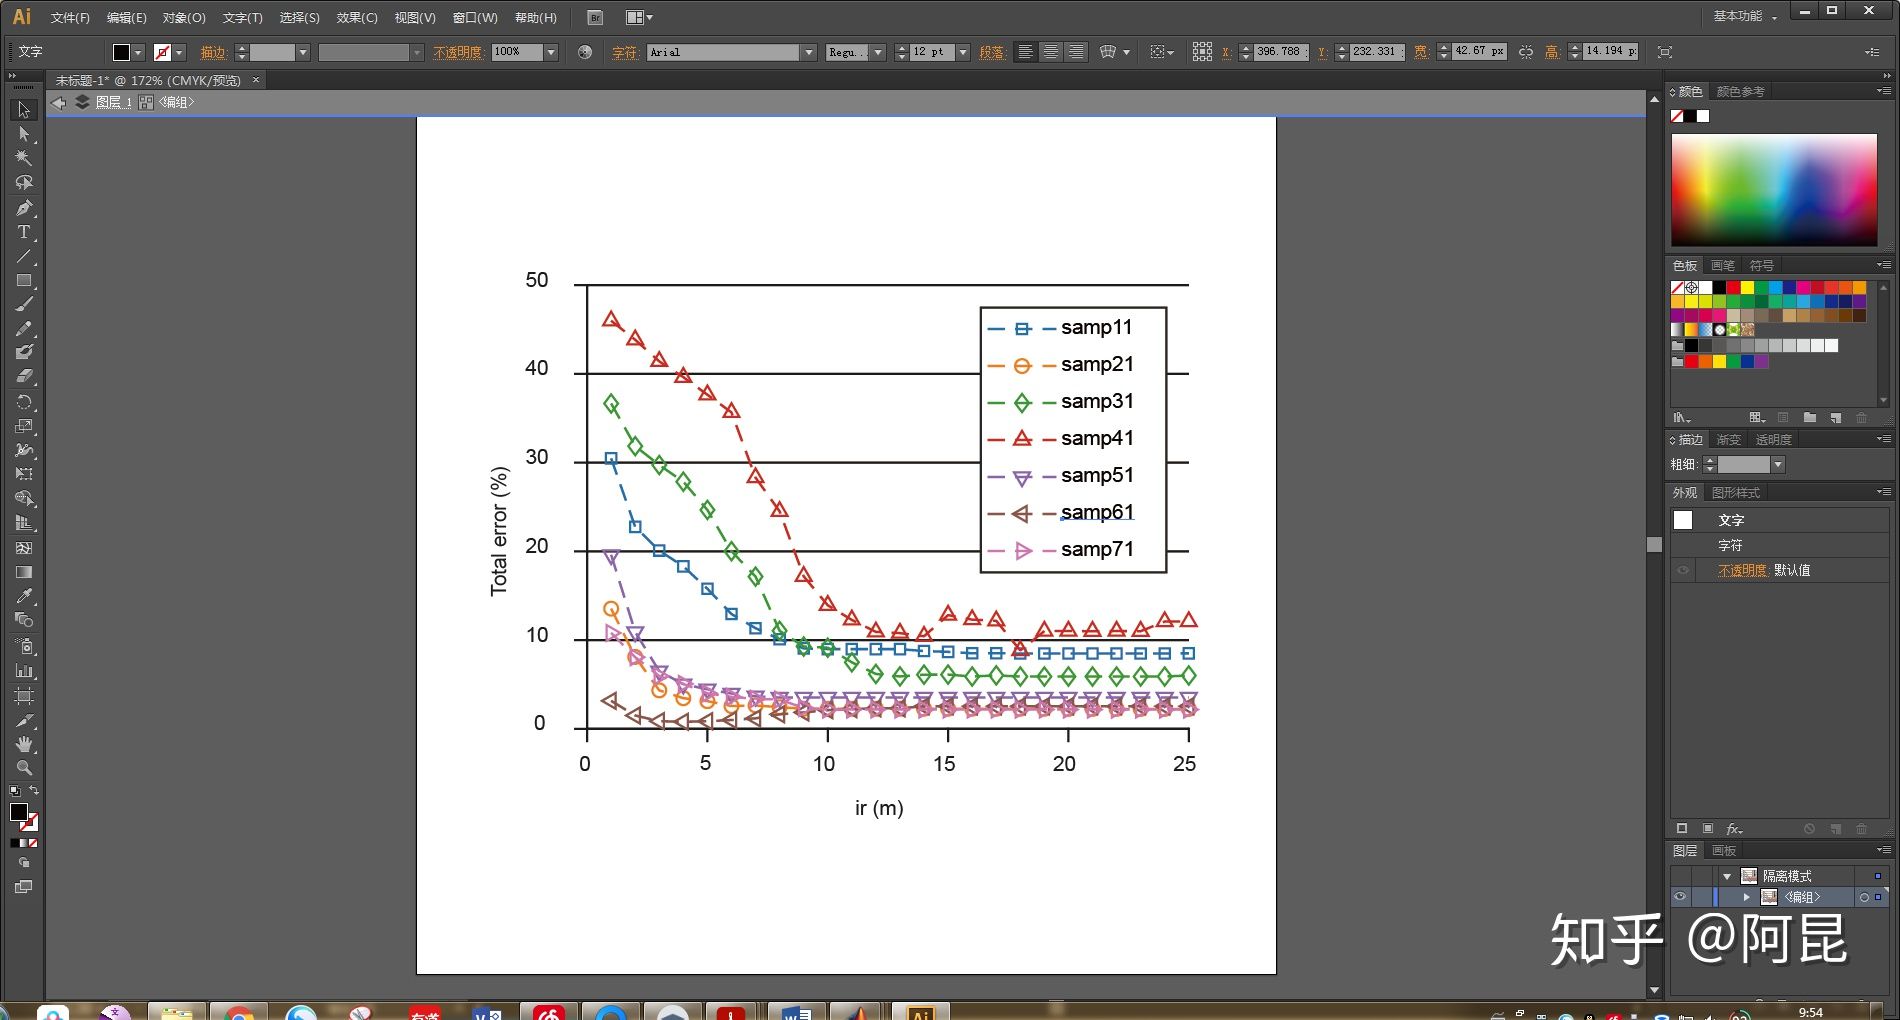 Ai 文件(F) 编辑(E) 对象(O) 文字(T) 选择(S) 效果(C) 视图(V) 窗口(W) 帮助(H) Br 基本功能
文字 描边: 不透明度: 100% 字符: Arial Regu.. 12 pt 段落: X: 396.788 Y: 232.331 宽: 42.67 px 高: 14.194 p
未标题-1* @ 172% (CMYK/预览) ×
图层 1 <编组>
颜色 颜色参考
色板 画笔 符号
描边 渐变 透明度
粗细:
外观 图形样式
文字
字符
不透明度: 默认值
图层 画板
隔离模式
<编组>
50
40
30
20
10
0
Total error (%)
0 5 10 15 20 25
ir (m)
samp11
samp21
samp31
samp41
samp51
samp61
samp71
知乎 @阿昆
有道
Ai
9:54